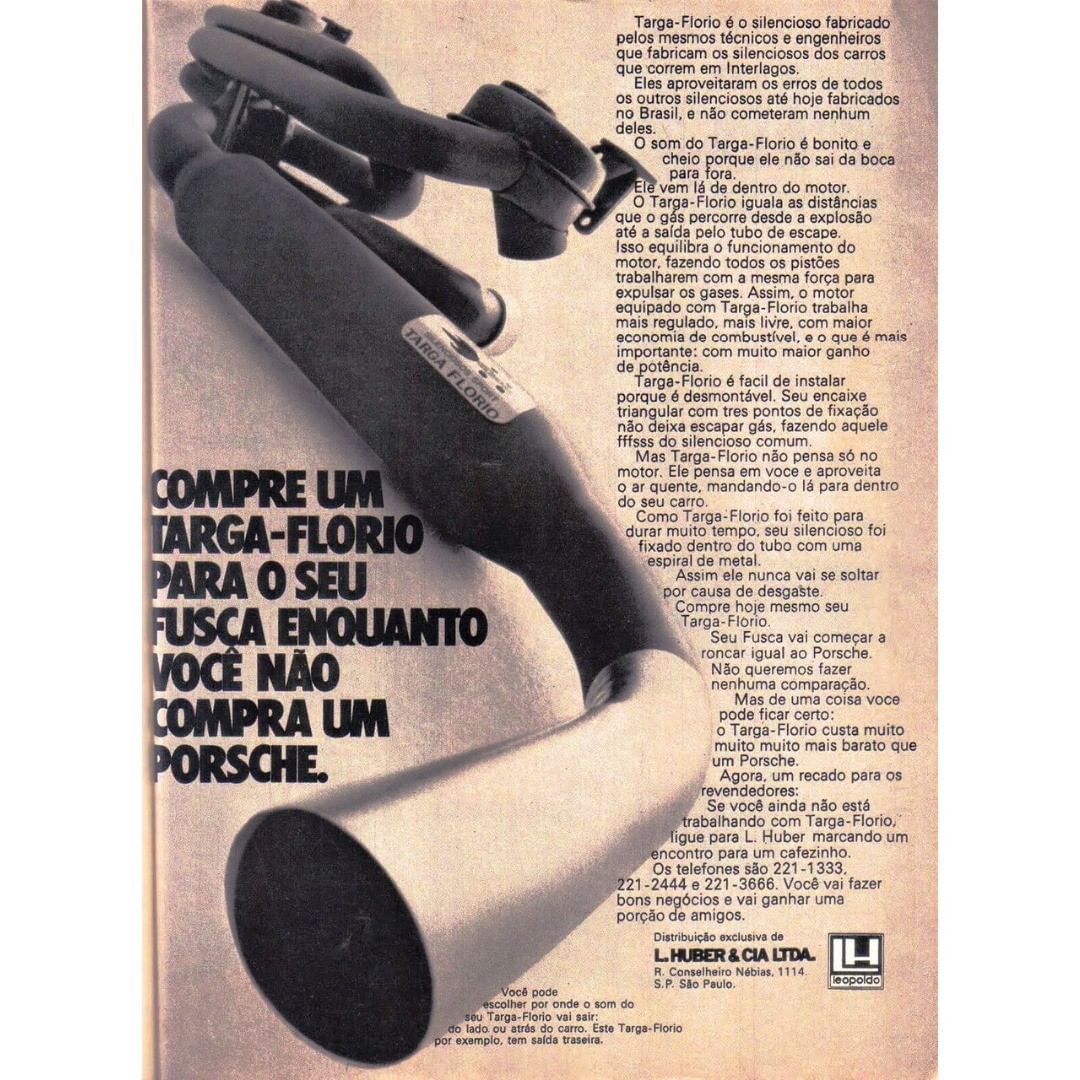 Targa-Florio é o silencioso fabricado
pelos mesmos técnicos e engenheiros
que fabricam os silenciosos dos carros
que correm em Interlagos.
Eles aproveitaram os erros de todos
os outros silenciosos até hoje fabricados
no Brasil, e não cometeram nenhum
deles.
O som do Targa-Florio é bonito e
cheio porque ele não sai da boca
para fora.
Ele vem lá de dentro do motor.
O Targa-Florio iguala as distâncias
que o gás percorre desde a explosão
até a saída pelo tubo de escape.
Isso equilibra o funcionamento do
motor, fazendo todos os pistões
trabalharem com a mesma força para
expulsar os gases. Assim, o motor
equipado com Targa-Florio trabalha
mais regulado, mais livre, com maior
economia de combustível, e o que é mais
importante: com muito maior ganho
de potência.
Targa-Florio é facil de instalar
porque é desmontável. Seu encaixe
triangular com tres pontos de fixação
não deixa escapar gás, fazendo aquele
fffsss do silencioso comum.
Mas Targa-Florio não pensa só no
motor. Ele pensa em voce e aproveita
o ar quente, mandando-o lá para dentro
do seu carro.
Como Targa-Florio foi feito para
durar muito tempo, seu silencioso foi
fixado dentro do tubo com uma
espiral de metal.
Assim ele nunca vai se soltar
por causa de desgaste.
Compre hoje mesmo seu
Targa-Florio.
Seu Fusca vai começar a
roncar igual ao Porsche.
Não queremos fazer
nenhuma comparação.
Mas de uma coisa voce
pode ficar certo:
o Targa-Florio custa muito
muito muito mais barato que
um Porsche.
Agora, um recado para os
revendedores:
Se você ainda não está
trabalhando com Targa-Florio,
ligue para L. Huber marcando um
encontro para um cafezinho.
Os telefones são 221-1333,
221-2444 e 221-3666. Você vai fazer
bons negócios e vai ganhar uma
porção de amigos.
Distribuição exclusiva de
L. HUBER & CIA LTDA.
R. Conselheiro Nébias, 1114
S.P. São Paulo.
LH
leopoldo
TARGA FLORIO
COMPRE UM
TARGA-FLORIO
PARA O SEU
FUSCA ENQUANTO
VOCÊ NÃO
COMPRA UM
PORSCHE.
Você pode
escolher por onde o som do
seu Targa-Florio vai sair:
do lado ou atrás do carro. Este Targa-Florio
por exemplo, tem saída traseira.